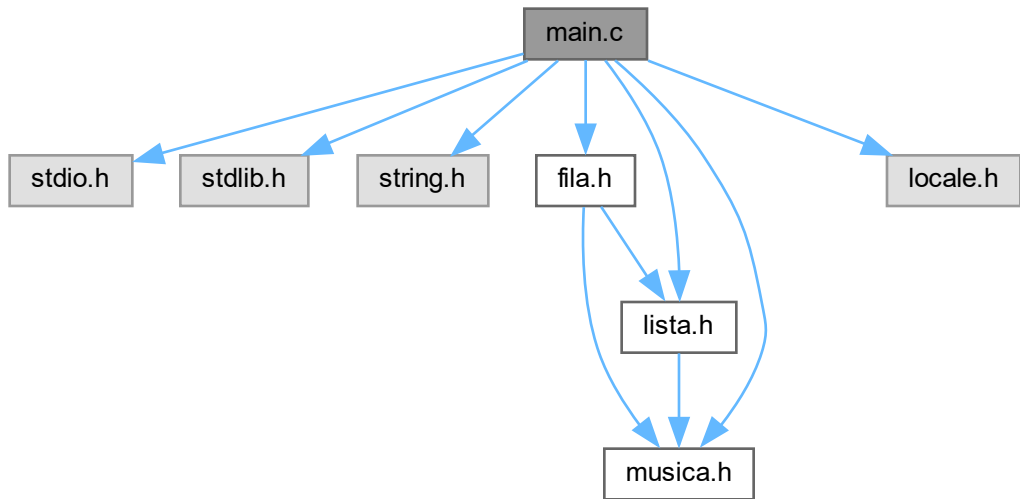 main.c
stdio.h
stdlib.h
string.h
fila.h
locale.h
lista.h
musica.h